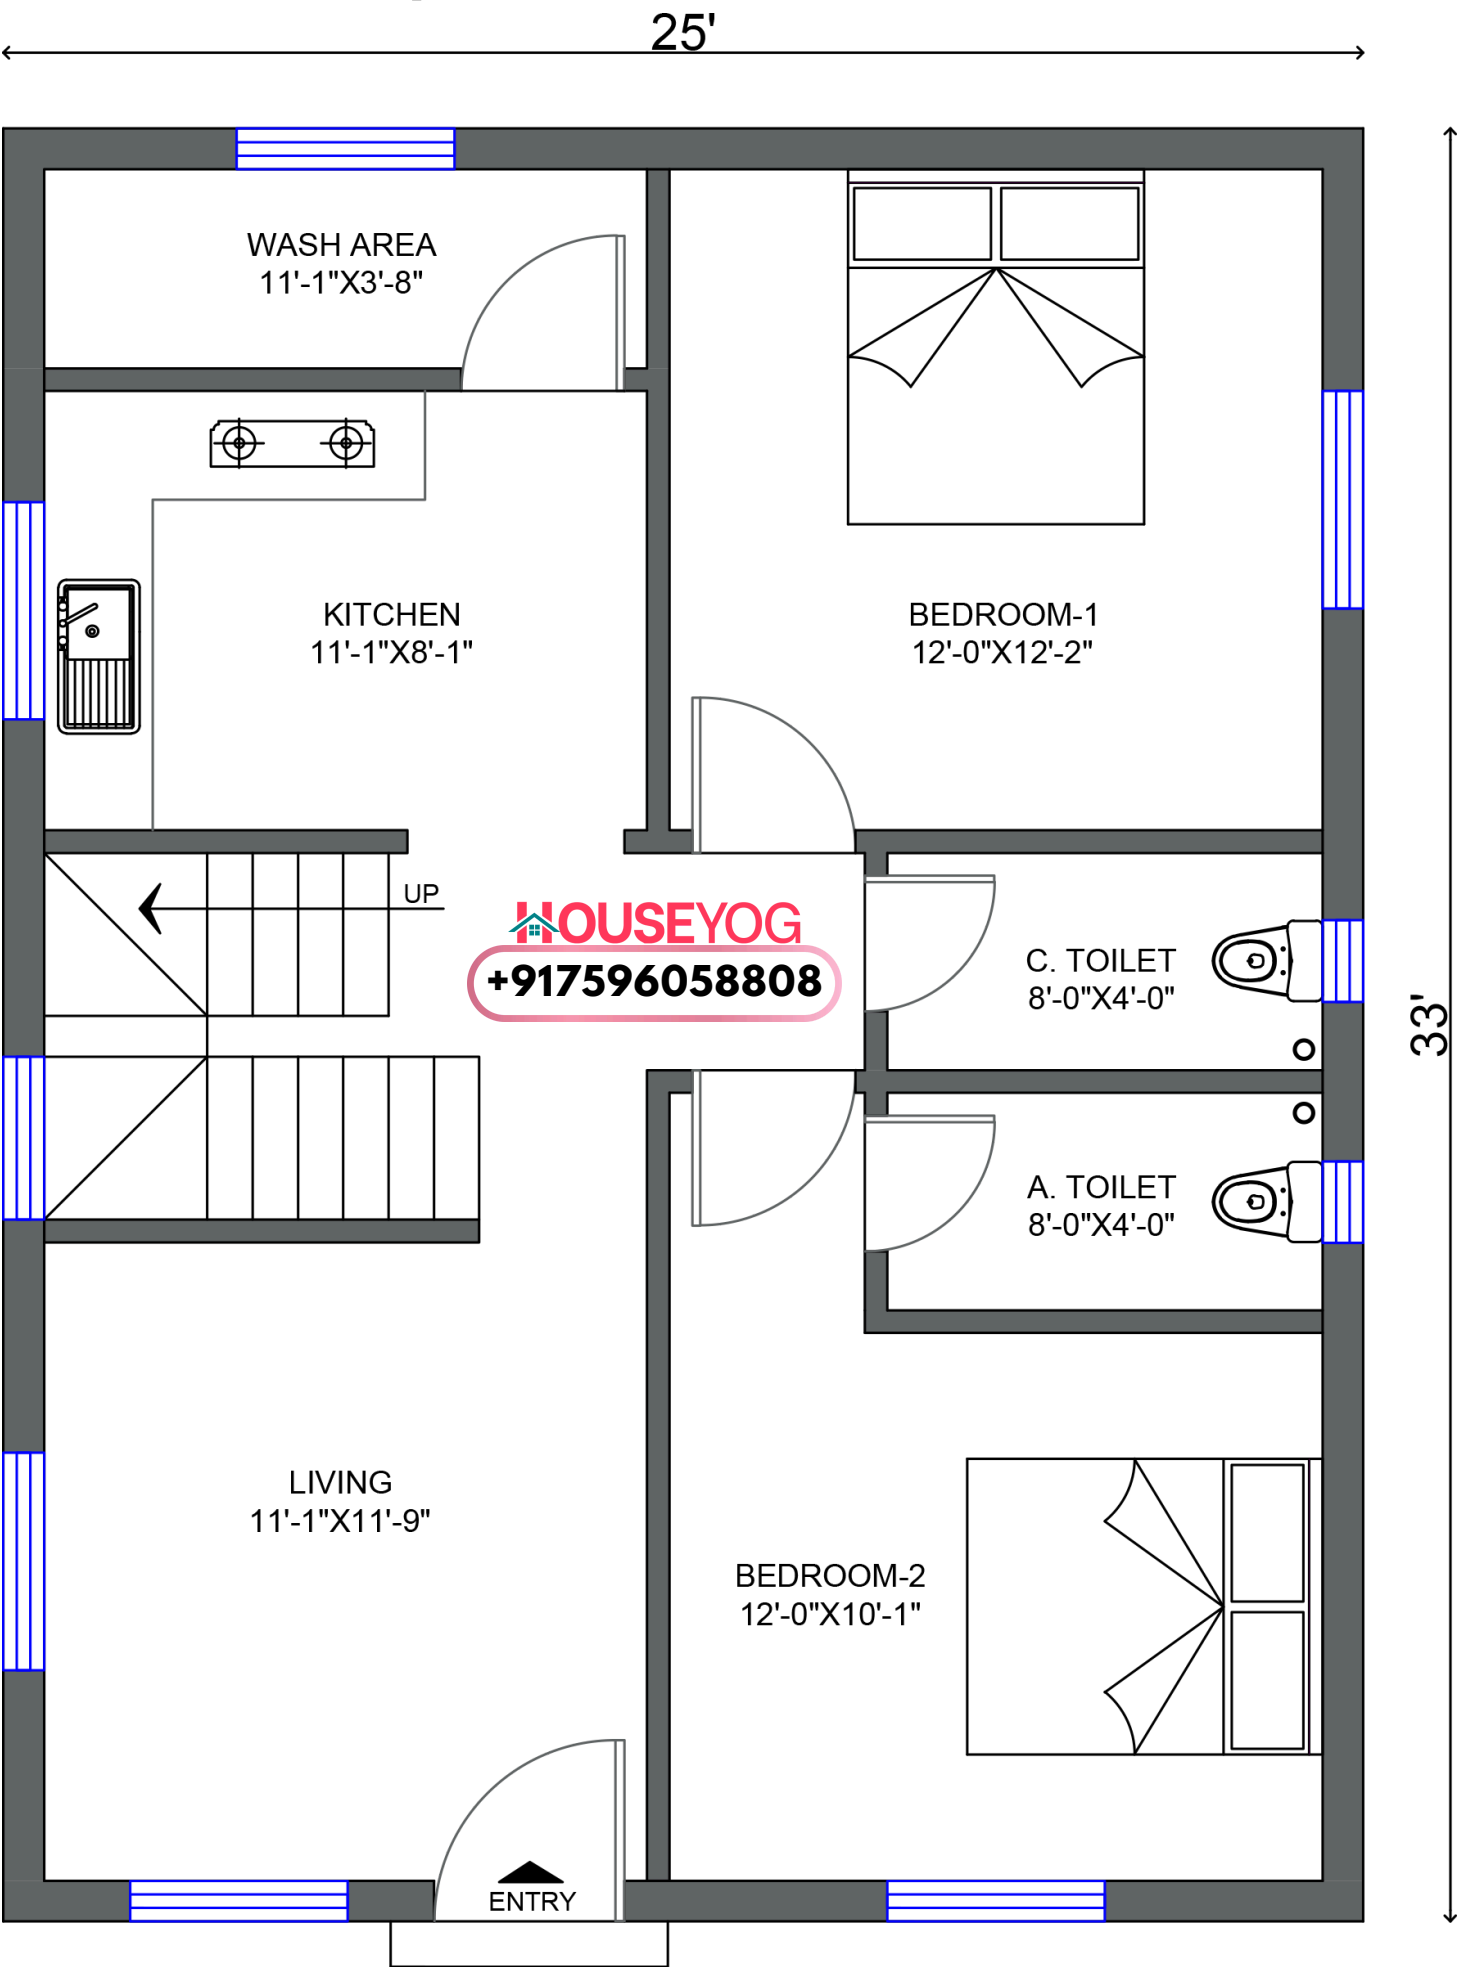 25'
WASH AREA
11'-1"X3'-8"
KITCHEN
11'-1"X8'-1"
BEDROOM-1
12'-0"X12'-2"
UP
HOUSEYOG
+917596058808
C. TOILET
8'-0"X4'-0"
33'
A. TOILET
8'-0"X4'-0"
LIVING
11'-1"X11'-9"
BEDROOM-2
12'-0"X10'-1"
ENTRY